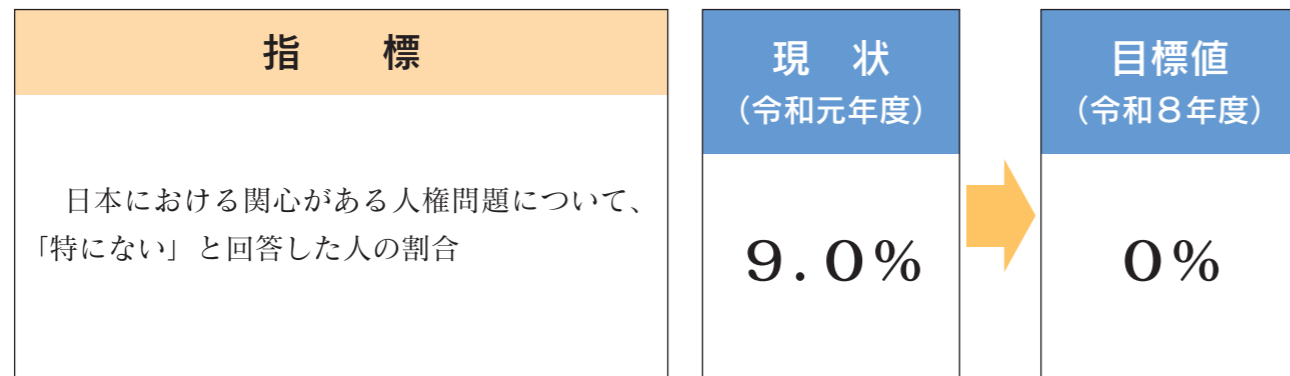 指　標
日本における関心がある人権問題について、
「特にない」と回答した人の割合
現　状
（令和元年度）
9.0%
目標値
（令和８年度）
0%